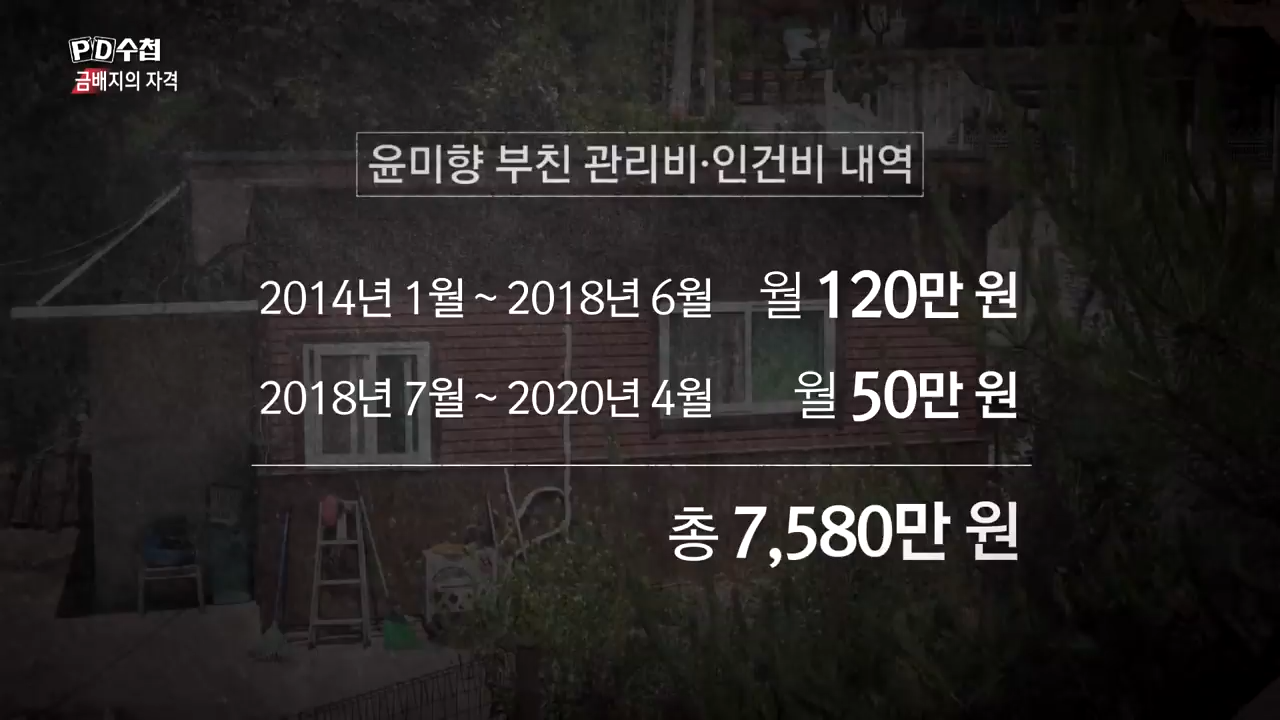 PD수첩
금배지의 자격
윤미향 부친 관리비·인건비 내역
2014년 1월 ~ 2018년 6월 월 120만 원
2018년 7월 ~ 2020년 4월 월 50만 원
총 7,580만 원